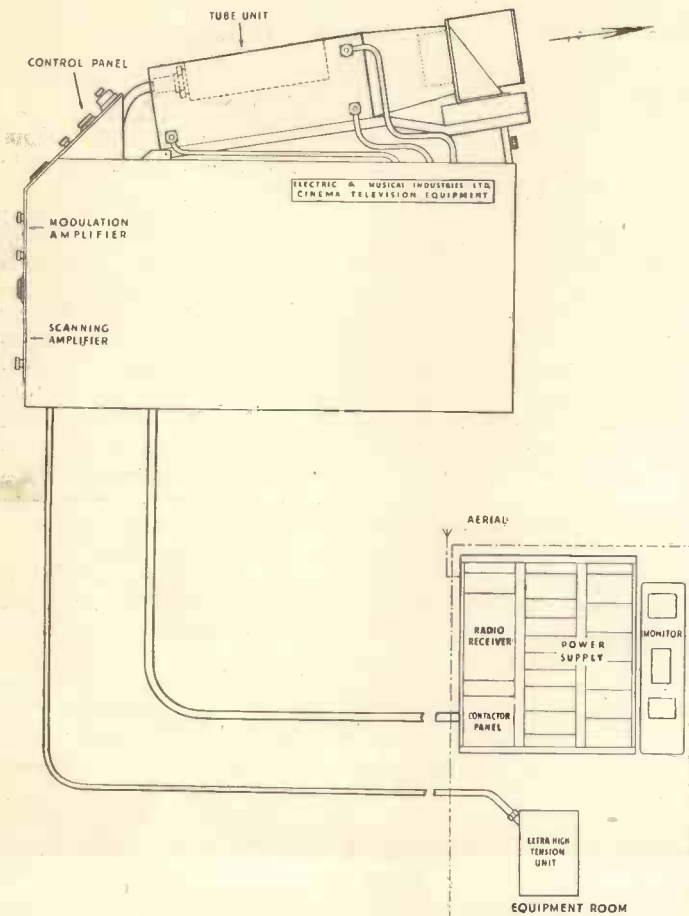 TUBE UNIT
CONTROL PANEL
ELECTRIC & MUSICAL INDUSTRIES LTD.
CINEMA TELEVISION EQUIPMENT
MODULATION
AMPLIFIER
SCANNING
AMPLIFIER
AERIAL
RADIO
RECEIVER
POWER
SUPPLY
MONITOR
CONTACTOR
PANEL
EXTRA HIGH
TENSION
UNIT
EQUIPMENT ROOM